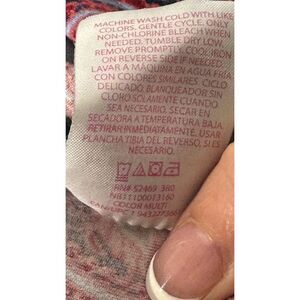 MACHINE WASH COLD WITH LIKE
COLORS, GENTLE CYCLE. ONLY
NON-CHLORINE BLEACH WHEN
NEEDED. TUMBLE DRY LOW.
REMOVE PROMPTLY. COOL IRON
ON REVERSE SIDE IF NEEDED
LAVAR A MAQUINA EN AGUA FRIA
CON COLORES SIMILARES. CICLO
DELICADO. BLANQUEADOR SIN
CLORO SOLAMENTE CUANDO
SEA NECESARIO. SECAR EN
SECADORA A TEMPERATURA BAJA.
RETIRAR INMEDIATAMENTE. USAR
PLANCHA TIBIA DEL REVERSO, SI ES
NECESARIO.
RN# 52469 380
COLOR MULTI